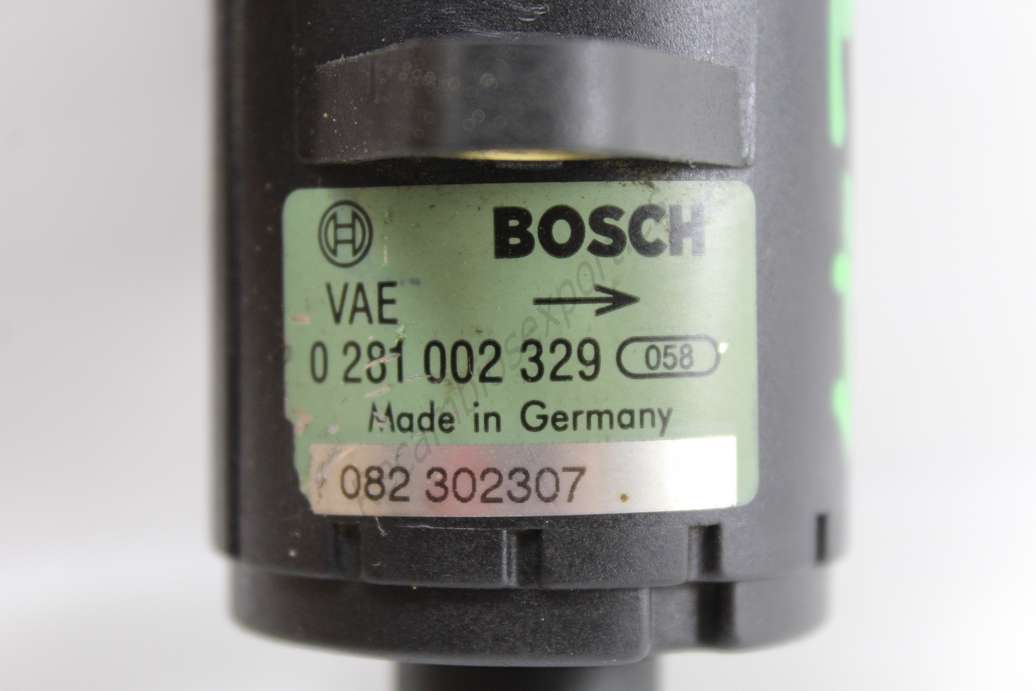 BOSCH
VAE
0 281 002 329 058
Made in Germany
082 302307